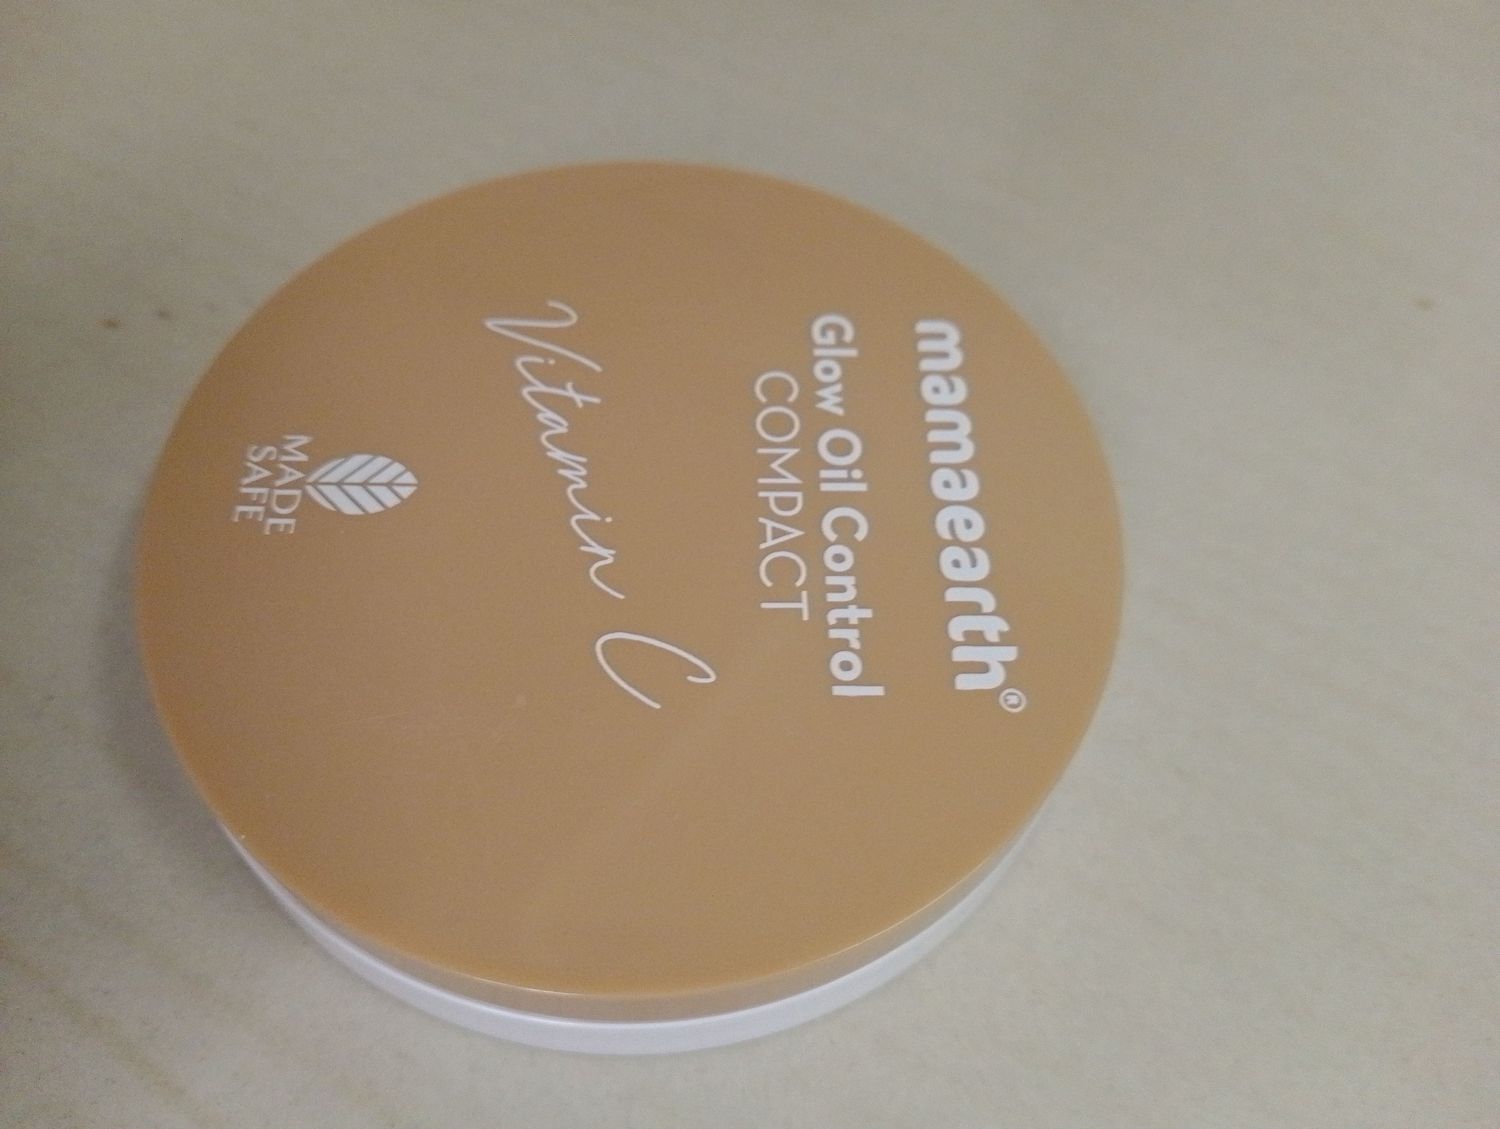 mamaearth®
Glow Oil Control
COMPACT
Vitamin C
MADE
SAFE